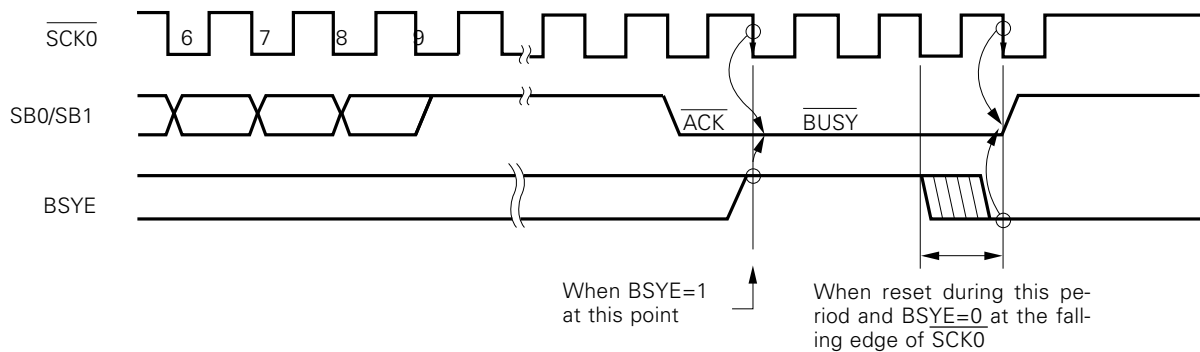 SCK0
6 7 8 9
SB0/SB1
ACK
BUSY
BSYE
When BSYE=1
at this point
When reset during this pe-
riod and BSYE=0 at the fall-
ing edge of SCK0